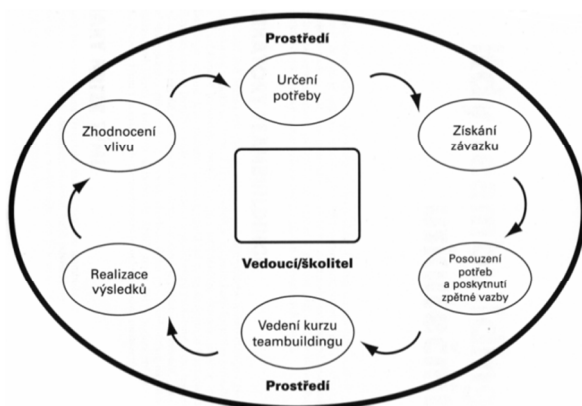 Prostředí
Určení
potřeby
Získání
závazku
Posouzení
potřeb
a poskytnutí
zpětné vazby
Vedení kurzu
teambuildingu
Realizace
výsledků
Zhodnocení
vlivu
Vedoucí/školitel
Prostředí